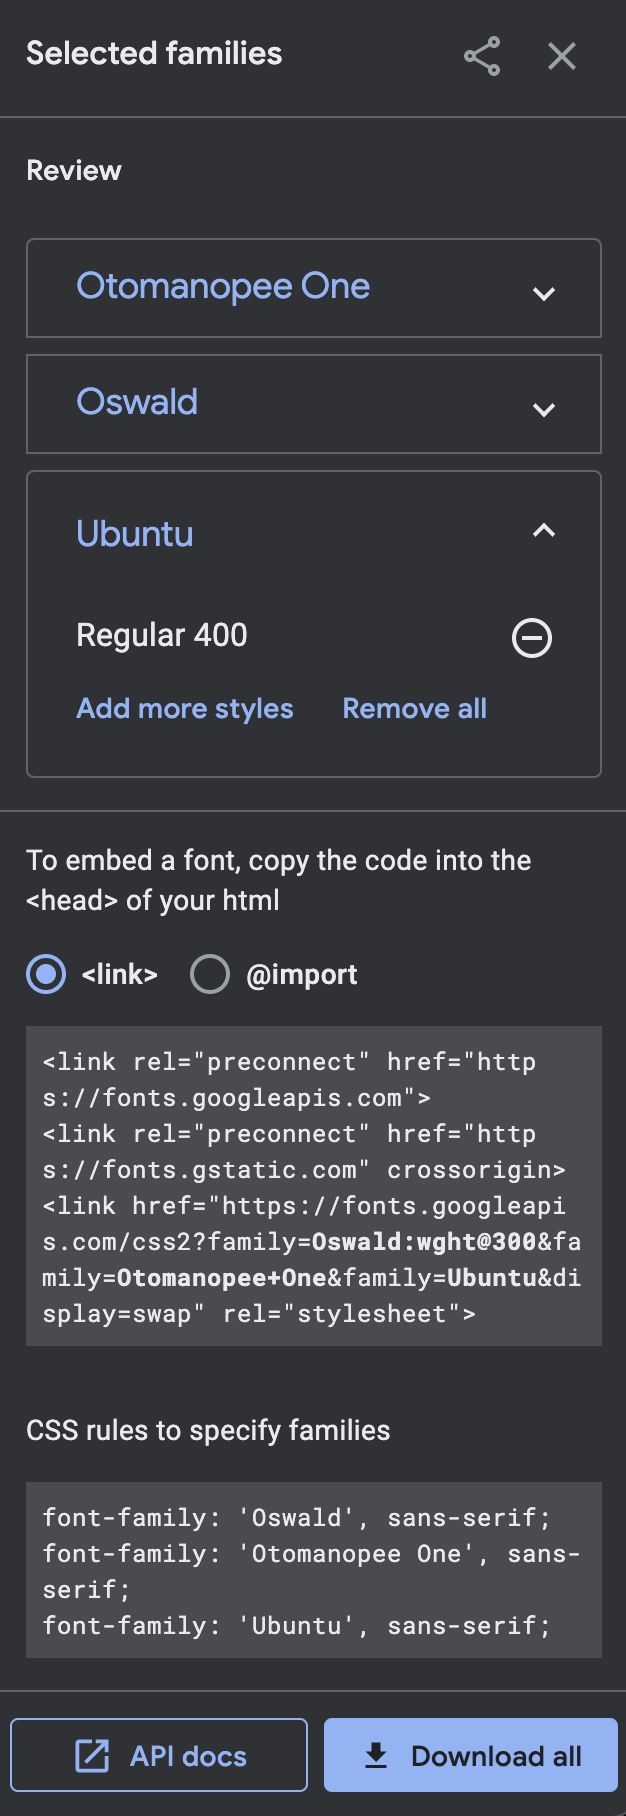 Selected families
Review
Otomanopee One
Oswald
Ubuntu
Regular 400
Add more styles Remove all
To embed a font, copy the code into the
<head> of your html
<link> @import
<link rel="preconnect" href="http
s://fonts.googleapis.com">
<link rel="preconnect" href="http
s://fonts.gstatic.com" crossorigin>
<link href="https://fonts.googleapi
s.com/css2?family=Oswald:wght@300&fa
mily=Otomanopee+One&family=Ubuntu&di
splay=swap" rel="stylesheet">
CSS rules to specify families
font-family: 'Oswald', sans-serif;
font-family: 'Otomanopee One', sans-
serif;
font-family: 'Ubuntu', sans-serif;
API docs Download all